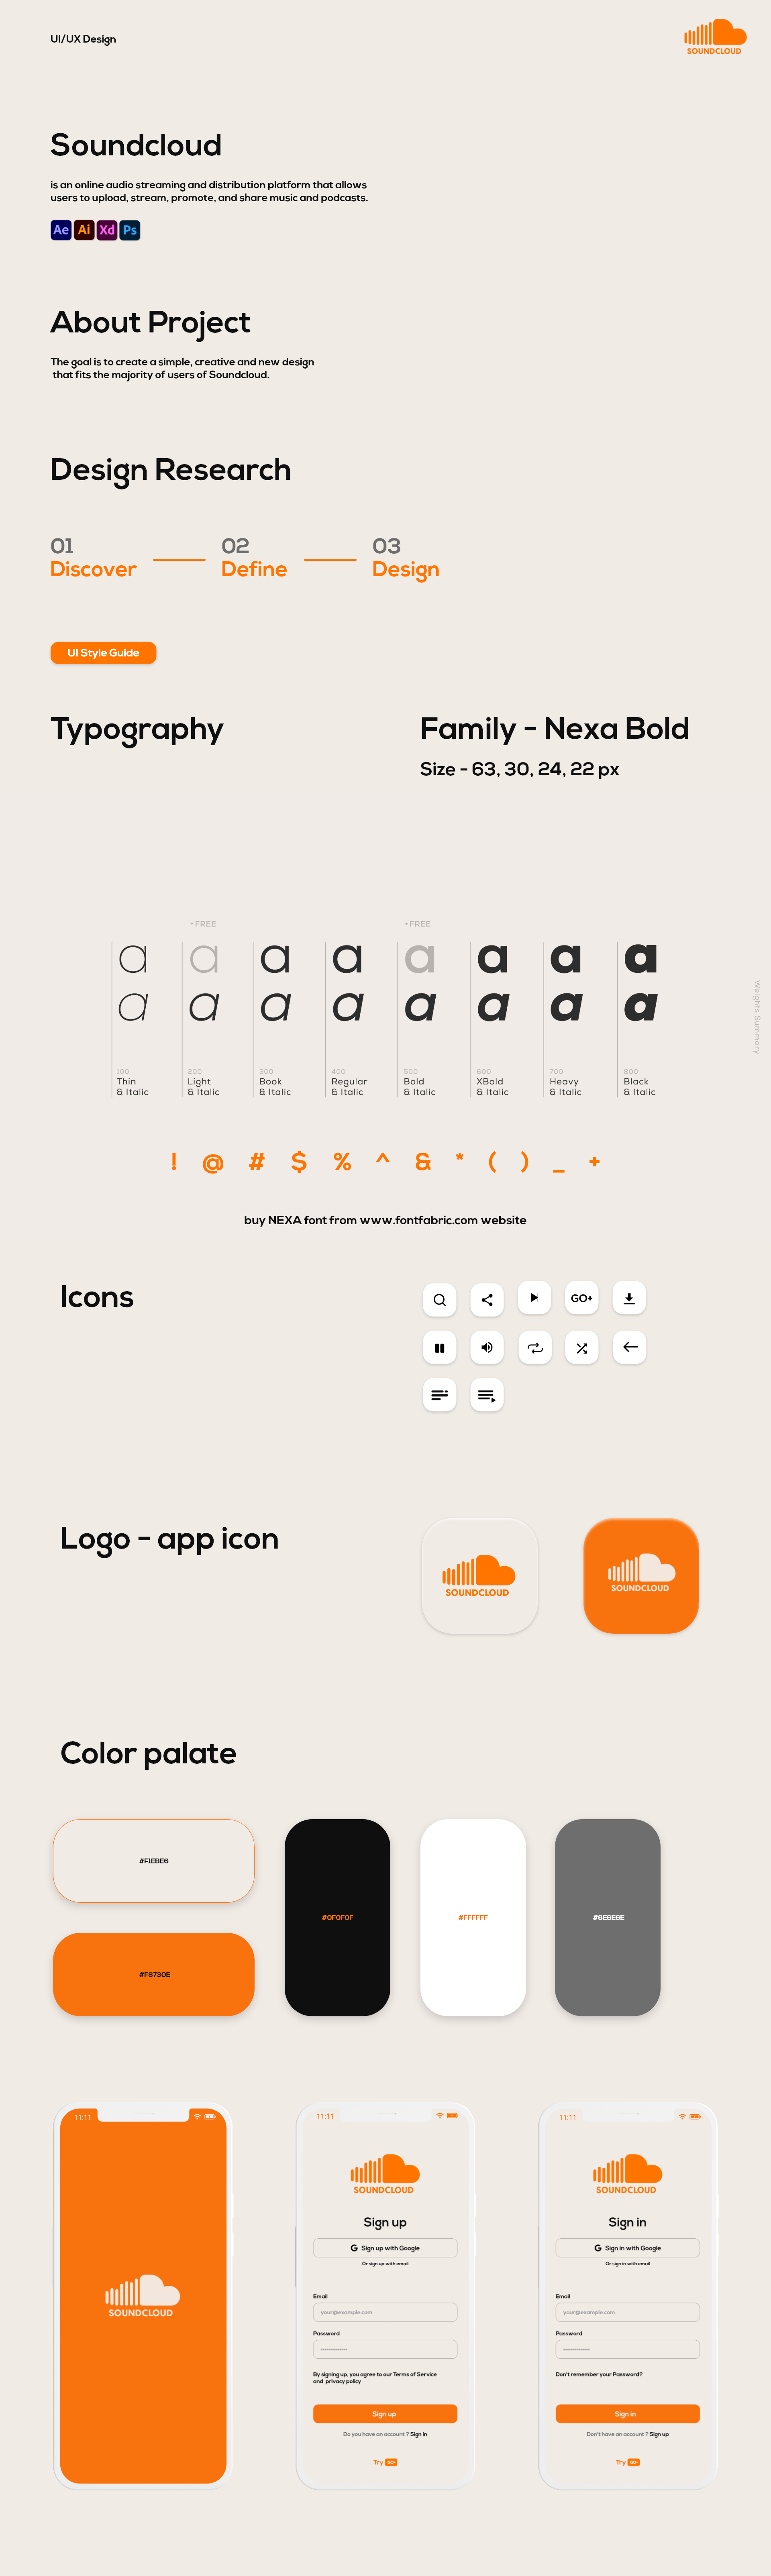 UI/UX Design
SOUNDCLOUD
Soundcloud
is an online audio streaming and distribution platform that allows
users to upload, stream, promote, and share music and podcasts.
Ae Ai Xd Ps
About Project
The goal is to create a simple, creative and new design
that fits the majority of users of Soundcloud.
Design Research
01
Discover
02
Define
03
Design
UI Style Guide
Typography
Family - Nexa Bold
Size - 63, 30, 24, 22 px
+FREE
+FREE
a a a a a a a a
a a a a a a a a
100
Thin
& Italic
200
Light
& Italic
300
Book
& Italic
400
Regular
& Italic
500
Bold
& Italic
600
XBold
& Italic
700
Heavy
& Italic
800
Black
& Italic
Weights Summary
! @ # $ % ^ & * ( ) _ +
buy NEXA font from www.fontfabric.com website
Icons
GO+
Logo - app icon
SOUNDCLOUD
SOUNDCLOUD
Color palate
#F1EBE6
#F8730E
#0F0F0F
#FFFFFF
#6E6E6E
11:11
SOUNDCLOUD
11:11
SOUNDCLOUD
Sign up
G Sign up with Google
Or sign up with email
Email
your@example.com
Password
By signing up, you agree to our Terms of Service
and privacy policy
Sign up
Do you have an account ? Sign in
Try GO+
11:11
SOUNDCLOUD
Sign in
G Sign in with Google
Or sign in with email
Email
your@example.com
Password
Don't remember your Password?
Sign in
Don't have an account ? Sign up
Try GO+